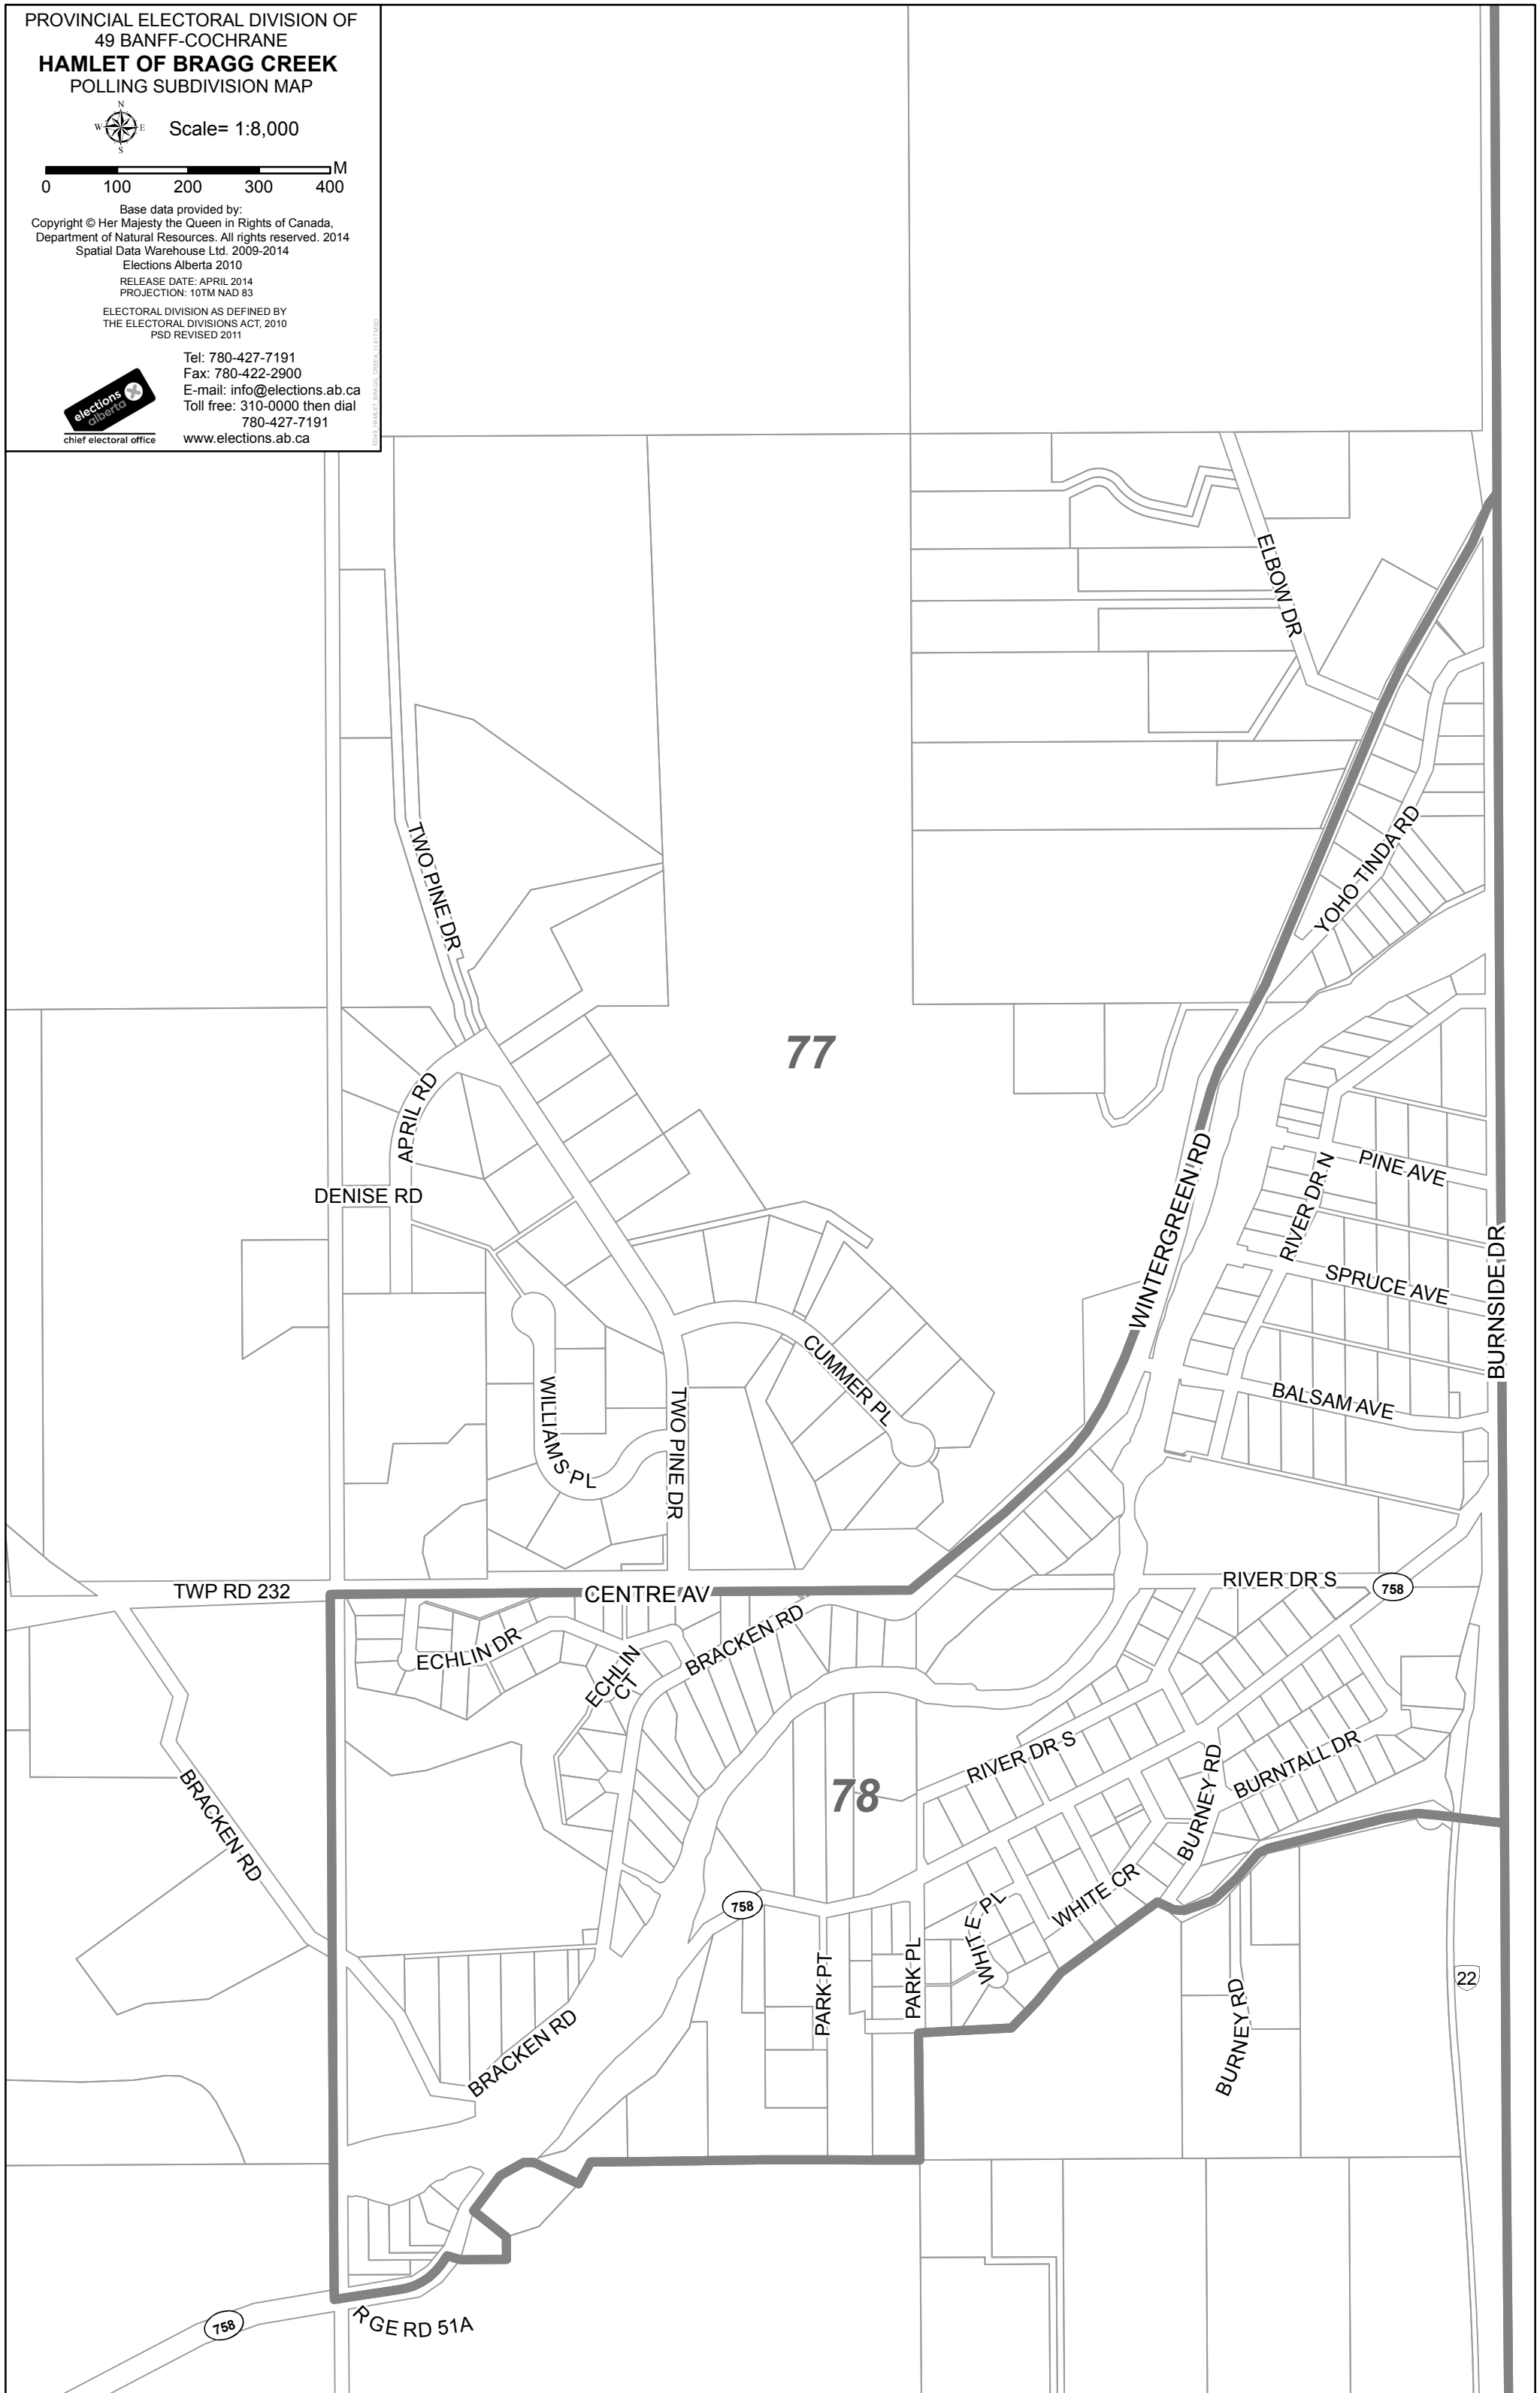 PROVINCIAL ELECTORAL DIVISION OF
49 BANFF-COCHRANE
HAMLET OF BRAGG CREEK
POLLING SUBDIVISION MAP
N
W E
S
Scale= 1:8,000
M
0 100 200 300 400
Base data provided by:
Copyright © Her Majesty the Queen in Rights of Canada,
Department of Natural Resources. All rights reserved. 2014
Spatial Data Warehouse Ltd. 2009-2014
Elections Alberta 2010
RELEASE DATE: APRIL 2014
PROJECTION: 10TM NAD 83
ELECTORAL DIVISION AS DEFINED BY
THE ELECTORAL DIVISIONS ACT, 2010
PSD REVISED 2011
Tel: 780-427-7191
Fax: 780-422-2900
E-mail: info@elections.ab.ca
Toll free: 310-0000 then dial
780-427-7191
www.elections.ab.ca
elections
alberta
chief electoral office
ELBOW DR
YOHO TINDA RD
TWO PINE DR
77
APRIL RD
DENISE RD
PINE AVE
RIVER DR N
WINTERGREEN RD
SPRUCE AVE
BURNSIDE DR
CUMMER PL
WILLIAMS PL
TWO PINE DR
BALSAM AVE
TWP RD 232
CENTRE AV
RIVER DR S
758
ECHLIN DR
ECHLIN
CT
BRACKEN RD
RIVER DR S
BURNEY RD
BURNTALL DR
78
BRACKEN RD
WHITE CR
758
WHITE PL
PARK PT
PARK PL
22
BURNEY RD
BRACKEN RD
758
RGE RD 51A